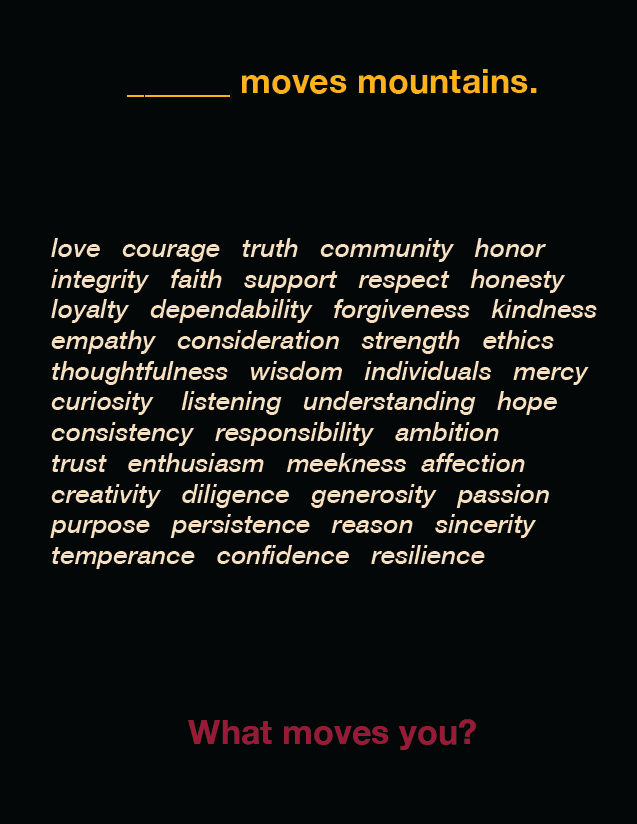 ______ moves mountains.
love courage truth community honor
integrity faith support respect honesty
loyalty dependability forgiveness kindness
empathy consideration strength ethics
thoughtfulness wisdom individuals mercy
curiosity listening understanding hope
consistency responsibility ambition
trust enthusiasm meekness affection
creativity diligence generosity passion
purpose persistence reason sincerity
temperance confidence resilience
What moves you?